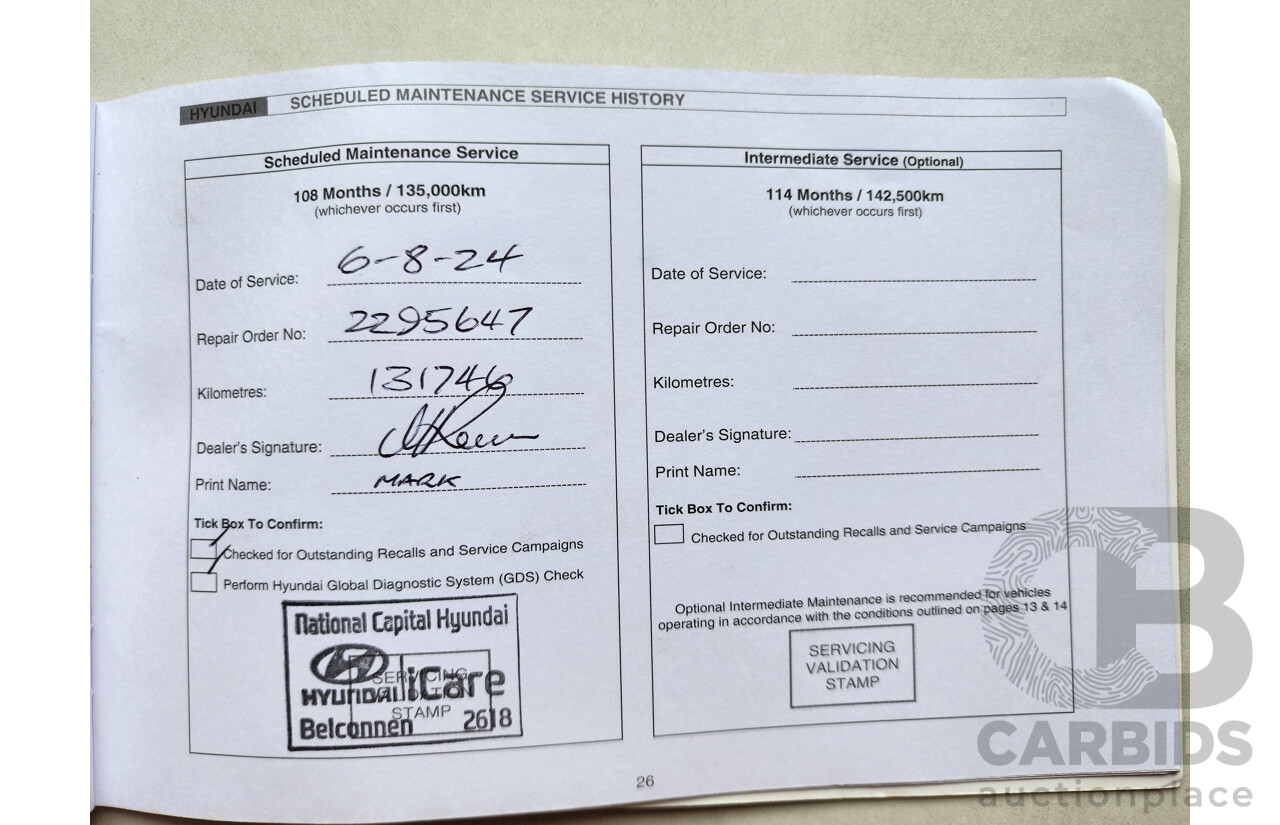 HYUNDAI SCHEDULED MAINTENANCE SERVICE HISTORY
Scheduled Maintenance Service
108 Months / 135,000km
(whichever occurs first)
Date of Service: 6-8-24
Repair Order No: 2295647
Kilometres: 131746
Dealer's Signature:
Print Name: MARK
Tick Box To Confirm:
Checked for Outstanding Recalls and Service Campaigns
Perform Hyundai Global Diagnostic System (GDS) Check
National Capital Hyundai
HYUNDAI iCare
Belconnen 2618
SERVICING
VALIDATION
STAMP
Intermediate Service (Optional)
114 Months / 142,500km
(whichever occurs first)
Date of Service:
Repair Order No:
Kilometres:
Dealer's Signature:
Print Name:
Tick Box To Confirm:
Checked for Outstanding Recalls and Service Campaigns
Optional Intermediate Maintenance is recommended for vehicles
operating in accordance with the conditions outlined on pages 13 & 14
SERVICING
VALIDATION
STAMP
26
CB
CARBIDS
auctionplace